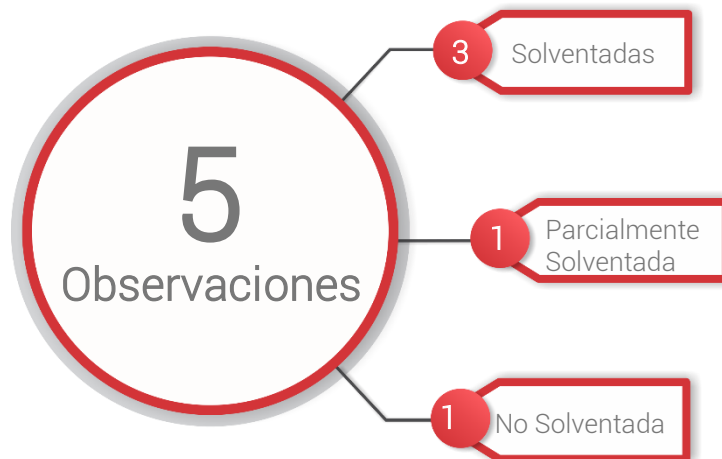 5
Observaciones
3
Solventadas
1
Parcialmente
Solventada
1
No Solventada